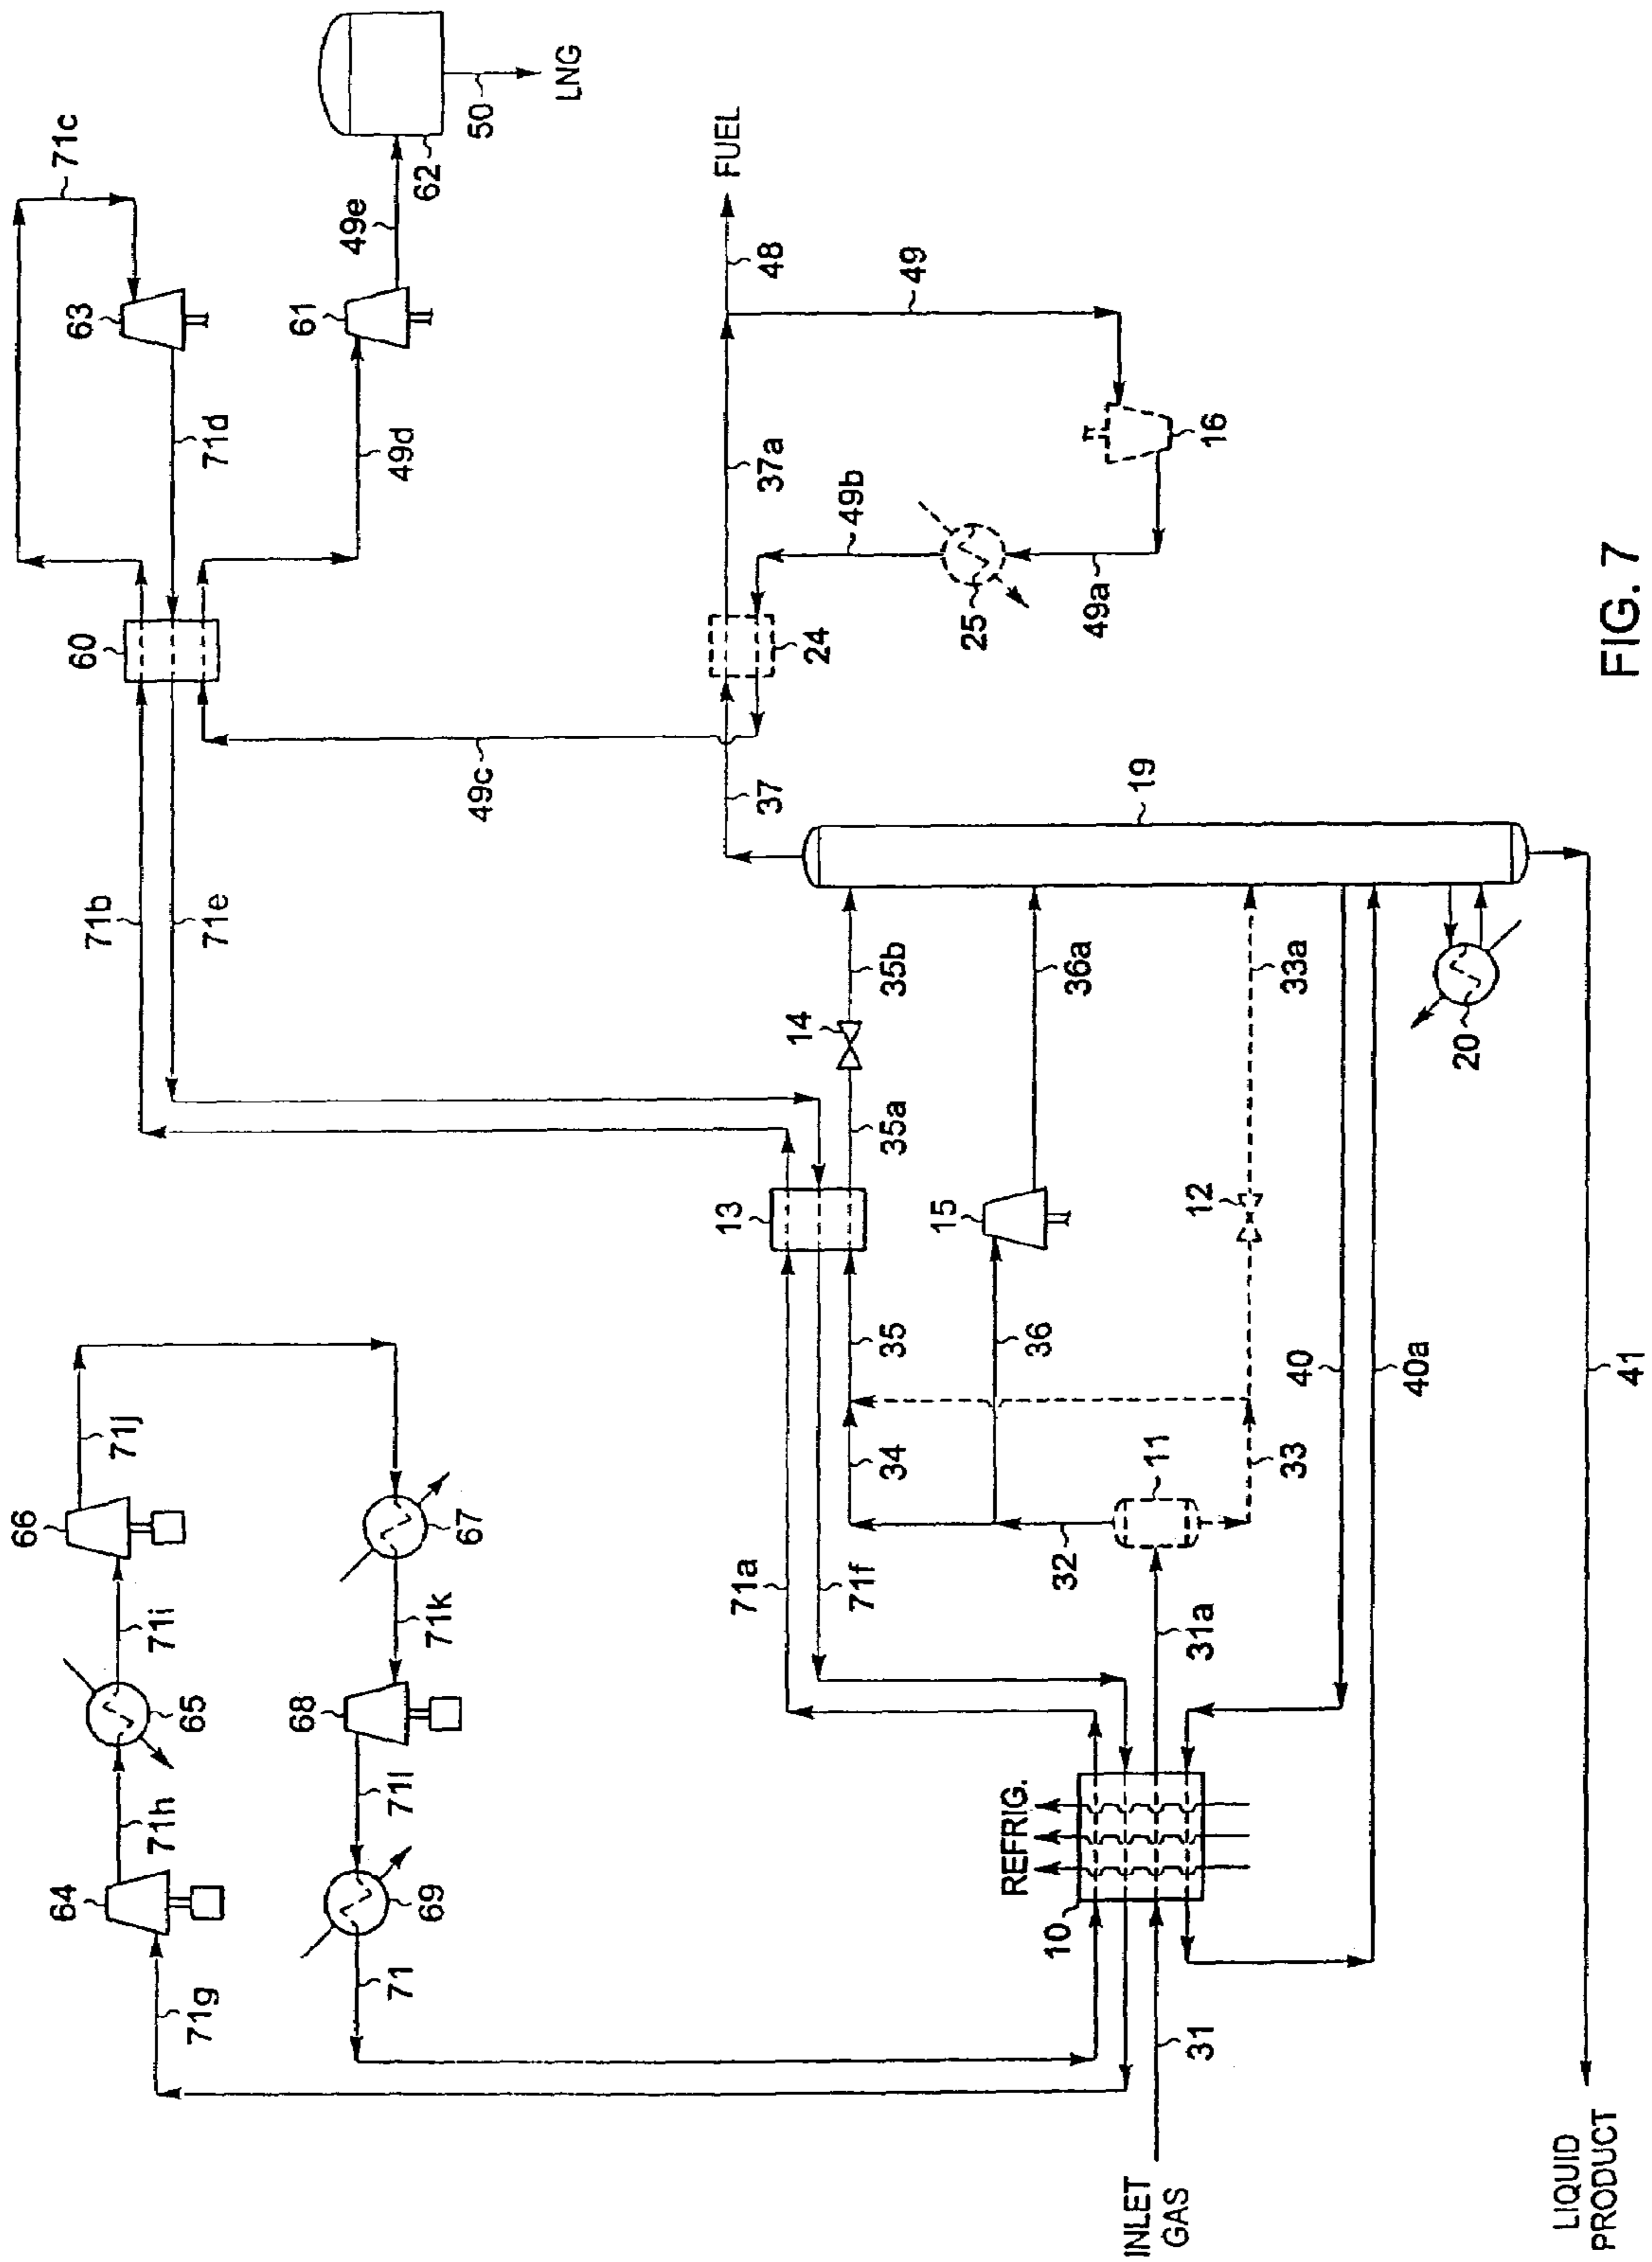 66
64
60
63
71c
71b
71j
71h
71i
65
71g
71e
71d
68
61
49e
71
71l
69
71k
67
49d
62
50
49c
LNG
71a
13
FUEL
37
37a
48
14
24
71f
34
35
35a
35b
49b
49
15
25
REFRIG.
10
32
36
36a
49a
19
11
12
16
INLET
GAS
31
31a
33
33a
40
40a
20
LIQUID
PRODUCT
41
FIG. 7